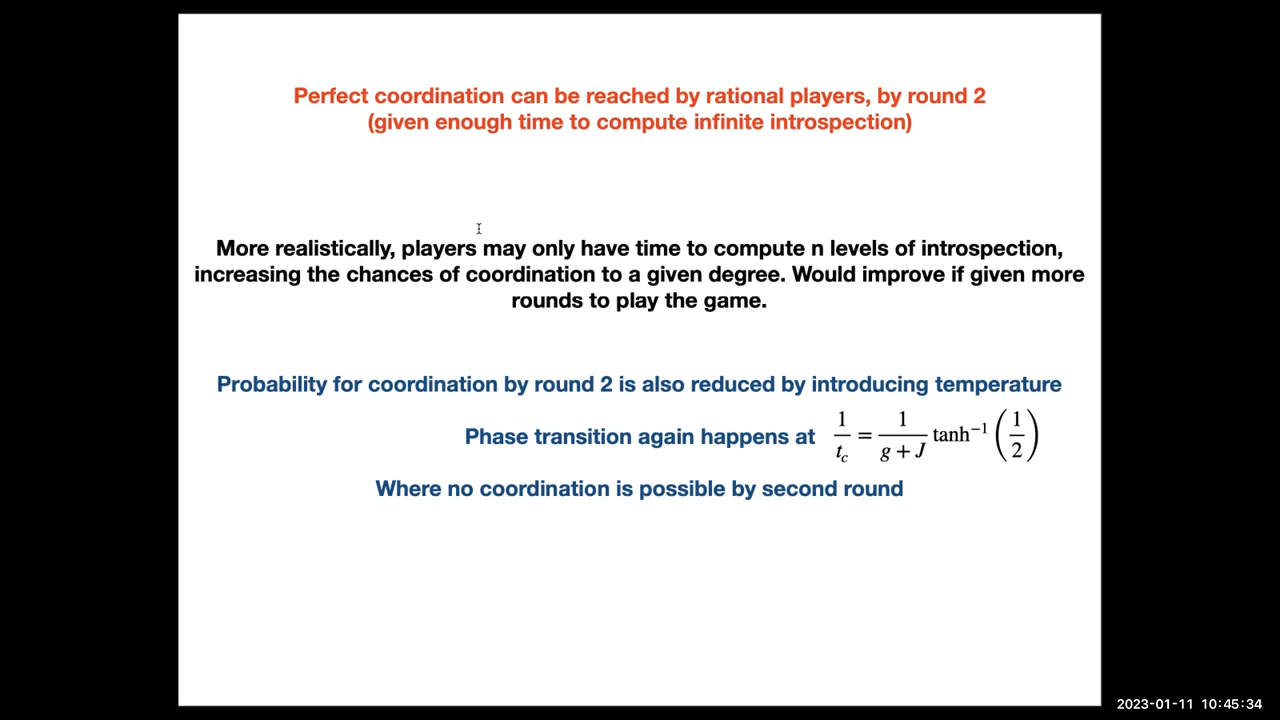 Perfect coordination can be reached by rational players, by round 2
(given enough time to compute infinite introspection)
More realistically, players may only have time to compute n levels of introspection,
increasing the chances of coordination to a given degree. Would improve if given more
rounds to play the game.
Probability for coordination by round 2 is also reduced by introducing temperature
Phase transition again happens at 1/t_c = 1/(g + J) tanh⁻¹ (1/2)
Where no coordination is possible by second round
2023-01-11 10:45:34